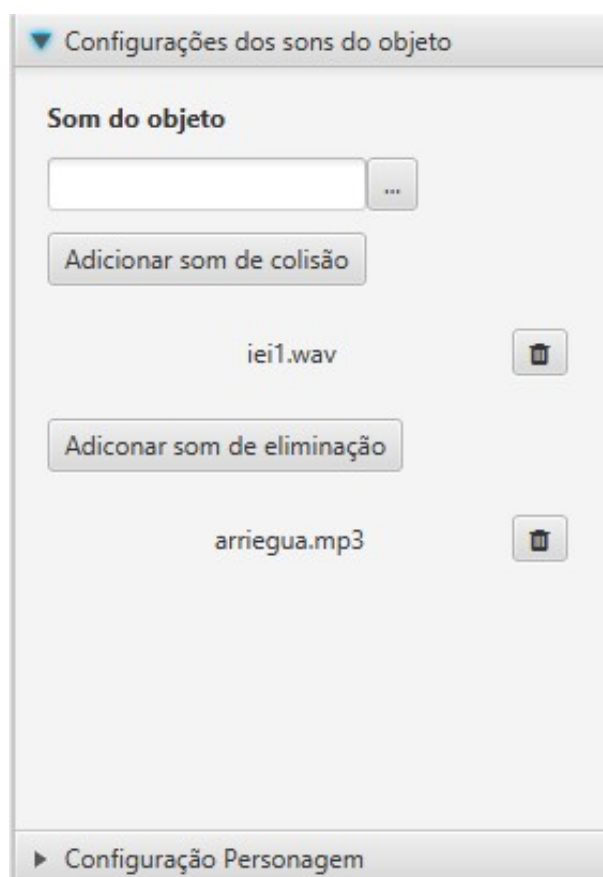 Configurações dos sons do objeto
Som do objeto
...
Adicionar som de colisão
iei1.wav
Adiconar som de eliminação
arriegua.mp3
Configuração Personagem